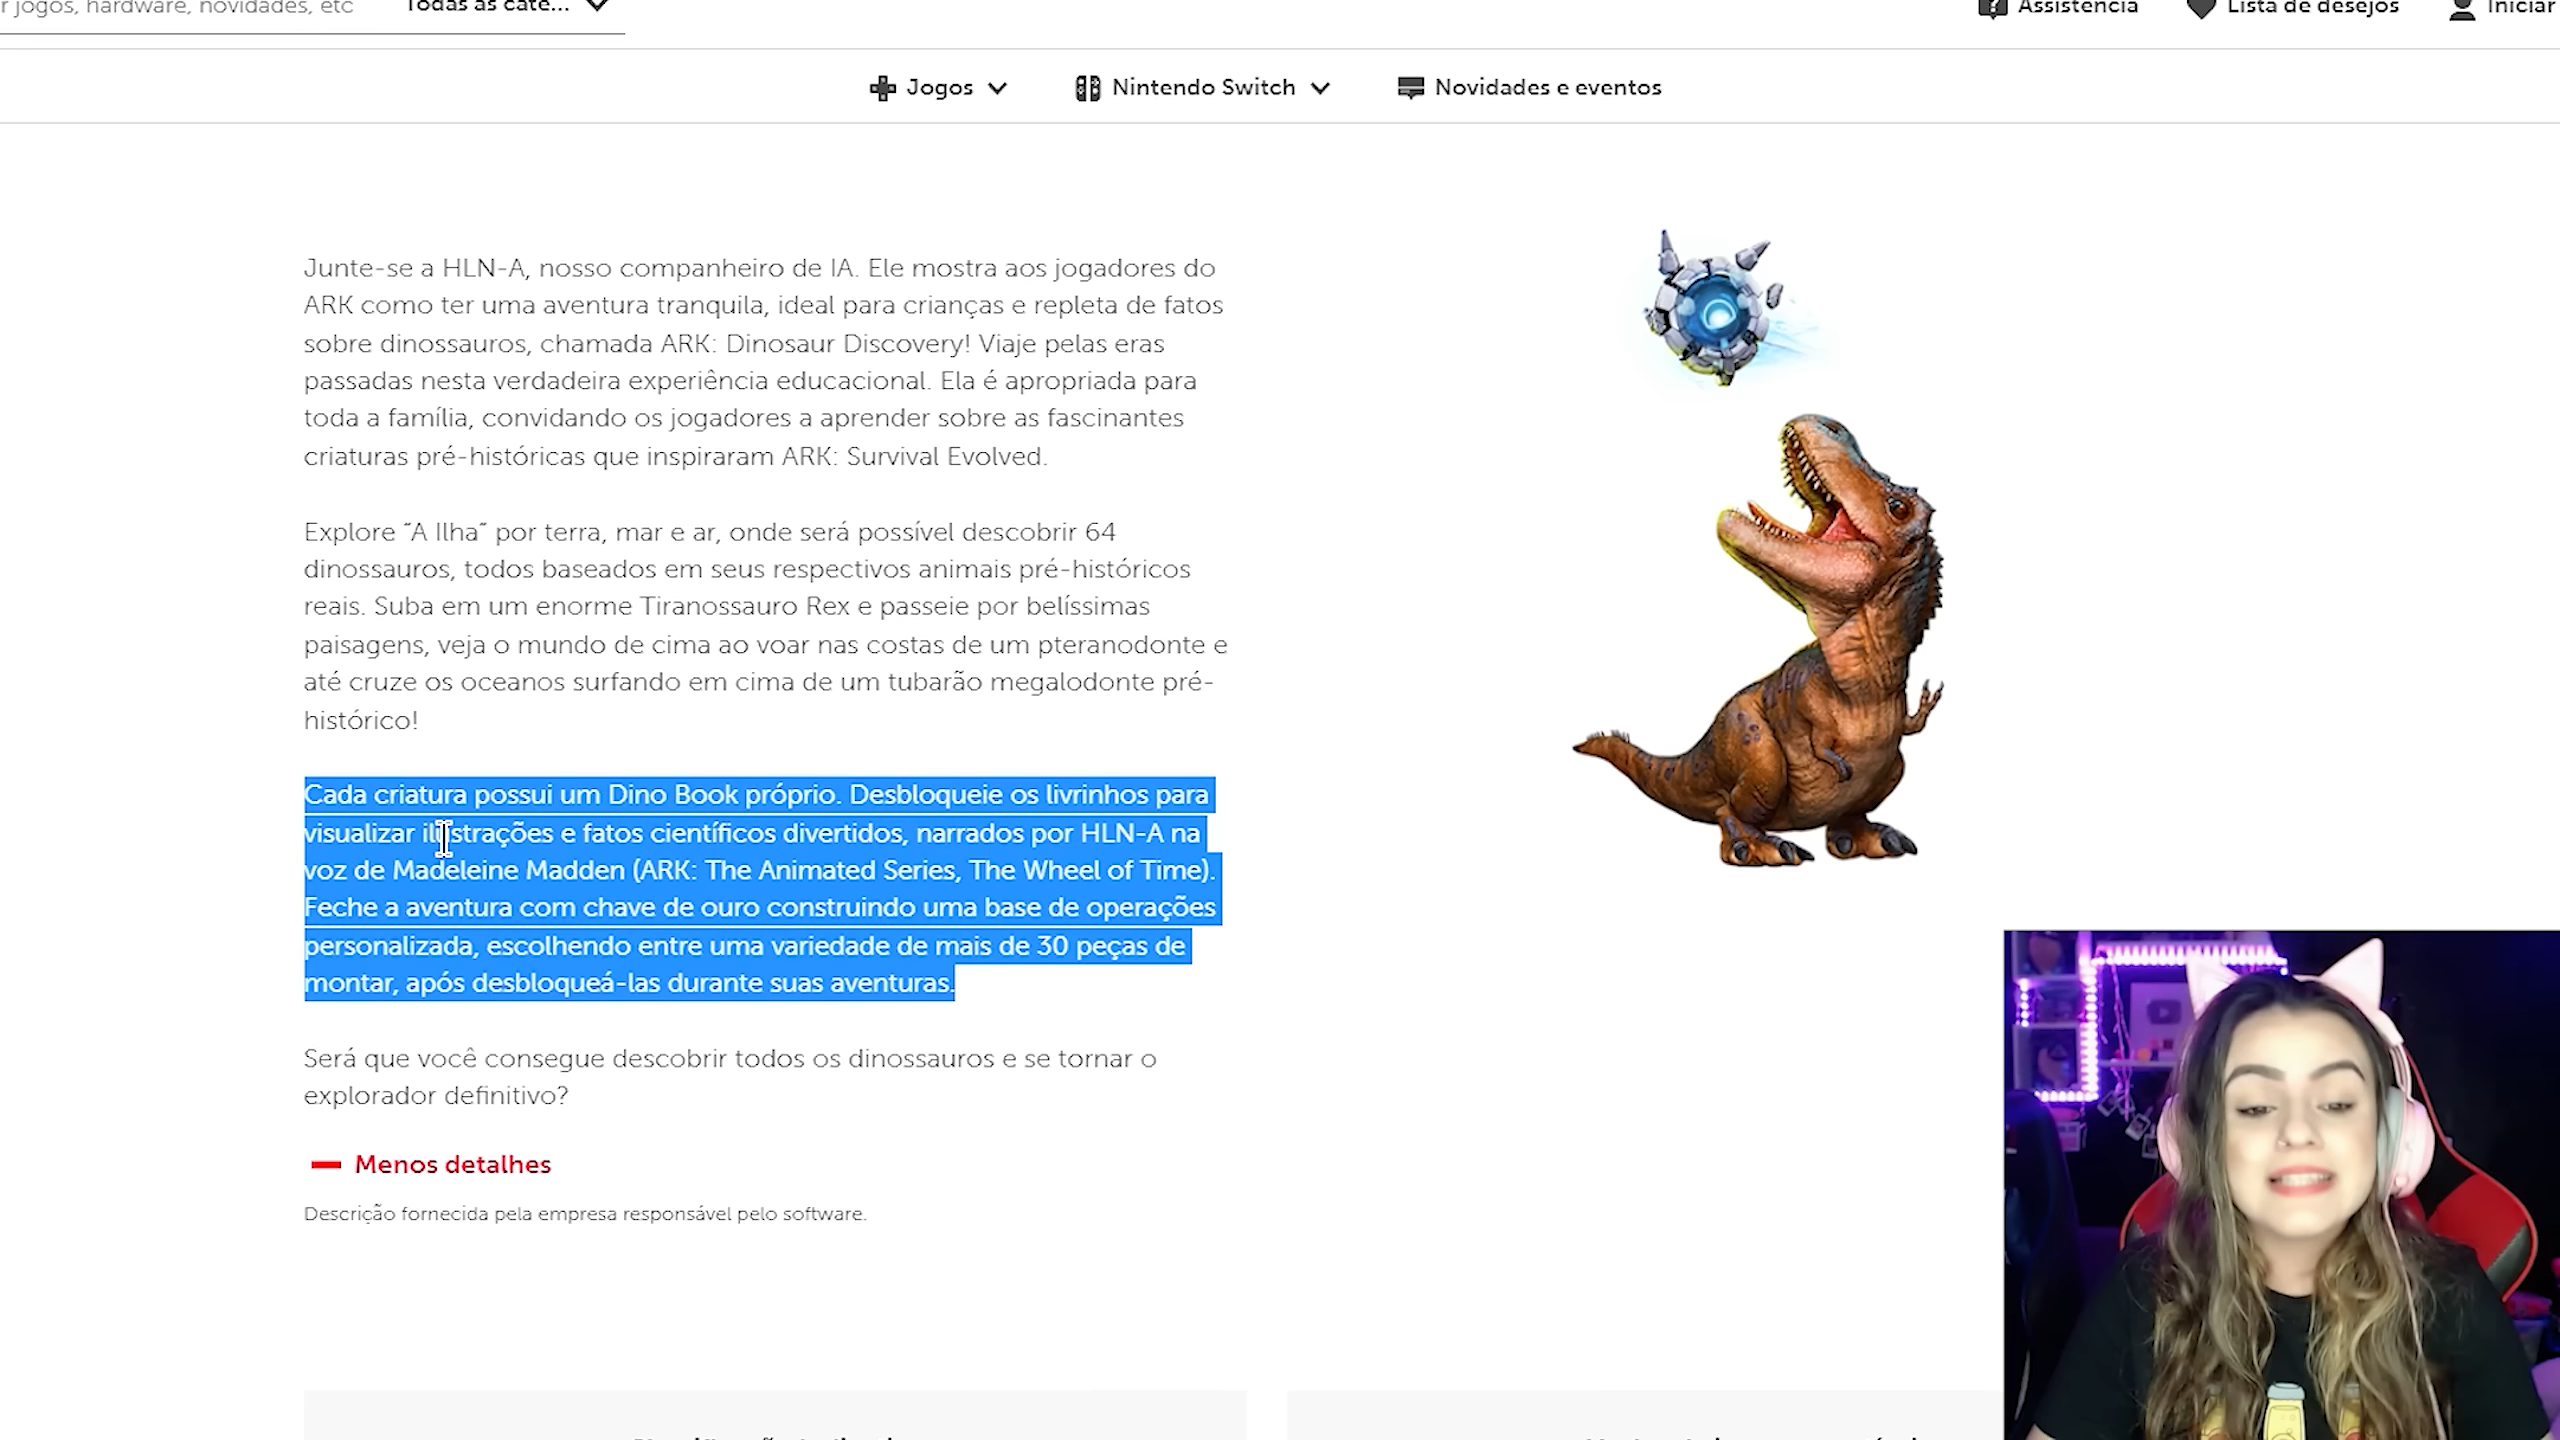 r jogos, hardware, novidades, etc
Todas as cate...
Assistência
Lista de desejos
Iniciar
Jogos
Nintendo Switch
Novidades e eventos
Junte-se a HLN-A, nosso companheiro de IA. Ele mostra aos jogadores do
ARK como ter uma aventura tranquila, ideal para crianças e repleta de fatos
sobre dinossauros, chamada ARK: Dinosaur Discovery! Viaje pelas eras
passadas nesta verdadeira experiência educacional. Ela é apropriada para
toda a família, convidando os jogadores a aprender sobre as fascinantes
criaturas pré-históricas que inspiraram ARK: Survival Evolved.
Explore “A Ilha” por terra, mar e ar, onde será possível descobrir 64
dinossauros, todos baseados em seus respectivos animais pré-históricos
reais. Suba em um enorme Tiranossauro Rex e passeie por belíssimas
paisagens, veja o mundo de cima ao voar nas costas de um pteranodonte e
até cruze os oceanos surfando em cima de um tubarão megalodonte pré-
histórico!
Cada criatura possui um Dino Book próprio. Desbloqueie os livrinhos para
visualizar ilustrações e fatos científicos divertidos, narrados por HLN-A na
voz de Madeleine Madden (ARK: The Animated Series, The Wheel of Time).
Feche a aventura com chave de ouro construindo uma base de operações
personalizada, escolhendo entre uma variedade de mais de 30 peças de
montar, após desbloqueá-las durante suas aventuras.
Será que você consegue descobrir todos os dinossauros e se tornar o
explorador definitivo?
Menos detalhes
Descrição fornecida pela empresa responsável pelo software.